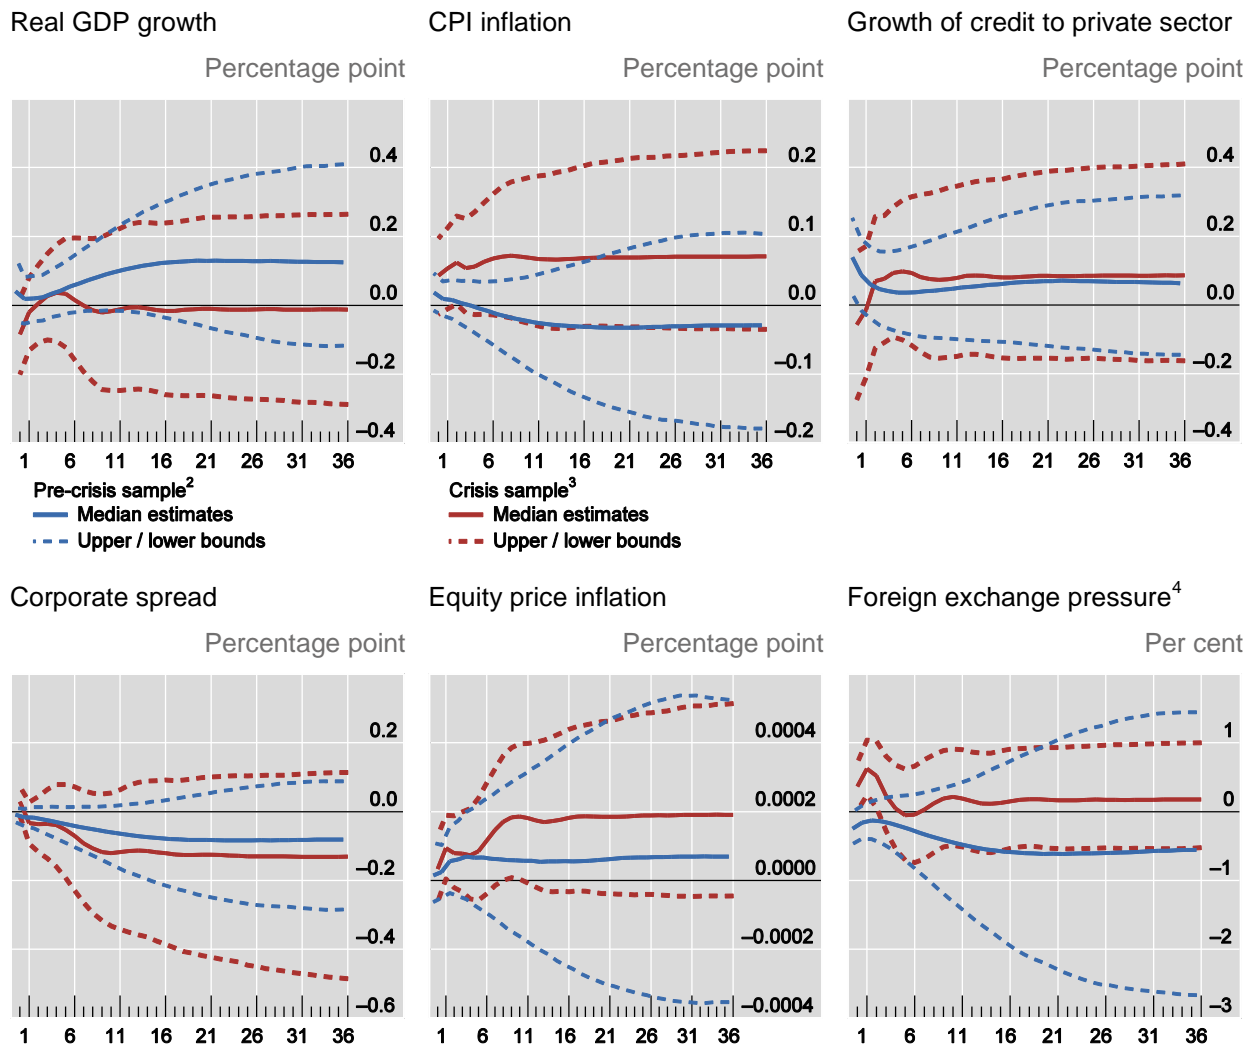 Real GDP growth
CPI inflation
Growth of credit to private sector
Percentage point
Percentage point
Percentage point
0.4
0.2
0.0
–0.2
–0.4
1 6 11 16 21 26 31 36
0.2
0.1
0.0
–0.1
–0.2
1 6 11 16 21 26 31 36
0.4
0.2
0.0
–0.2
–0.4
1 6 11 16 21 26 31 36
Pre-crisis sample2
Median estimates
Upper / lower bounds
Crisis sample3
Median estimates
Upper / lower bounds
Corporate spread
Equity price inflation
Foreign exchange pressure4
Percentage point
Percentage point
Per cent
0.2
0.0
–0.2
–0.4
–0.6
1 6 11 16 21 26 31 36
0.0004
0.0002
0.0000
–0.0002
–0.0004
1 6 11 16 21 26 31 36
1
0
–1
–2
–3
1 6 11 16 21 26 31 36